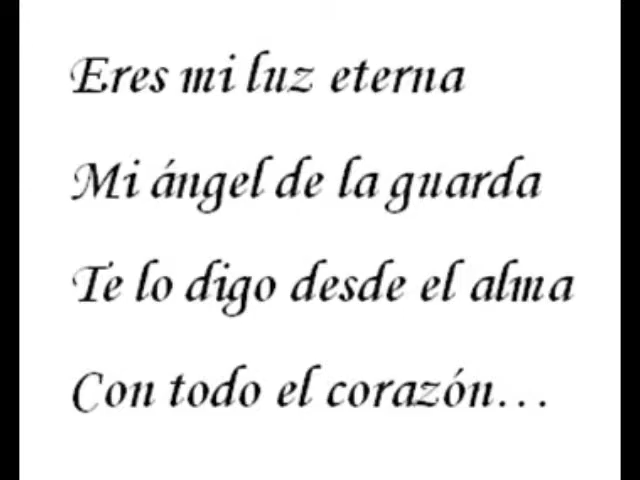 Eres mi luz eterna
Mi ángel de la guarda
Te lo digo desde el alma
Con todo el corazón...